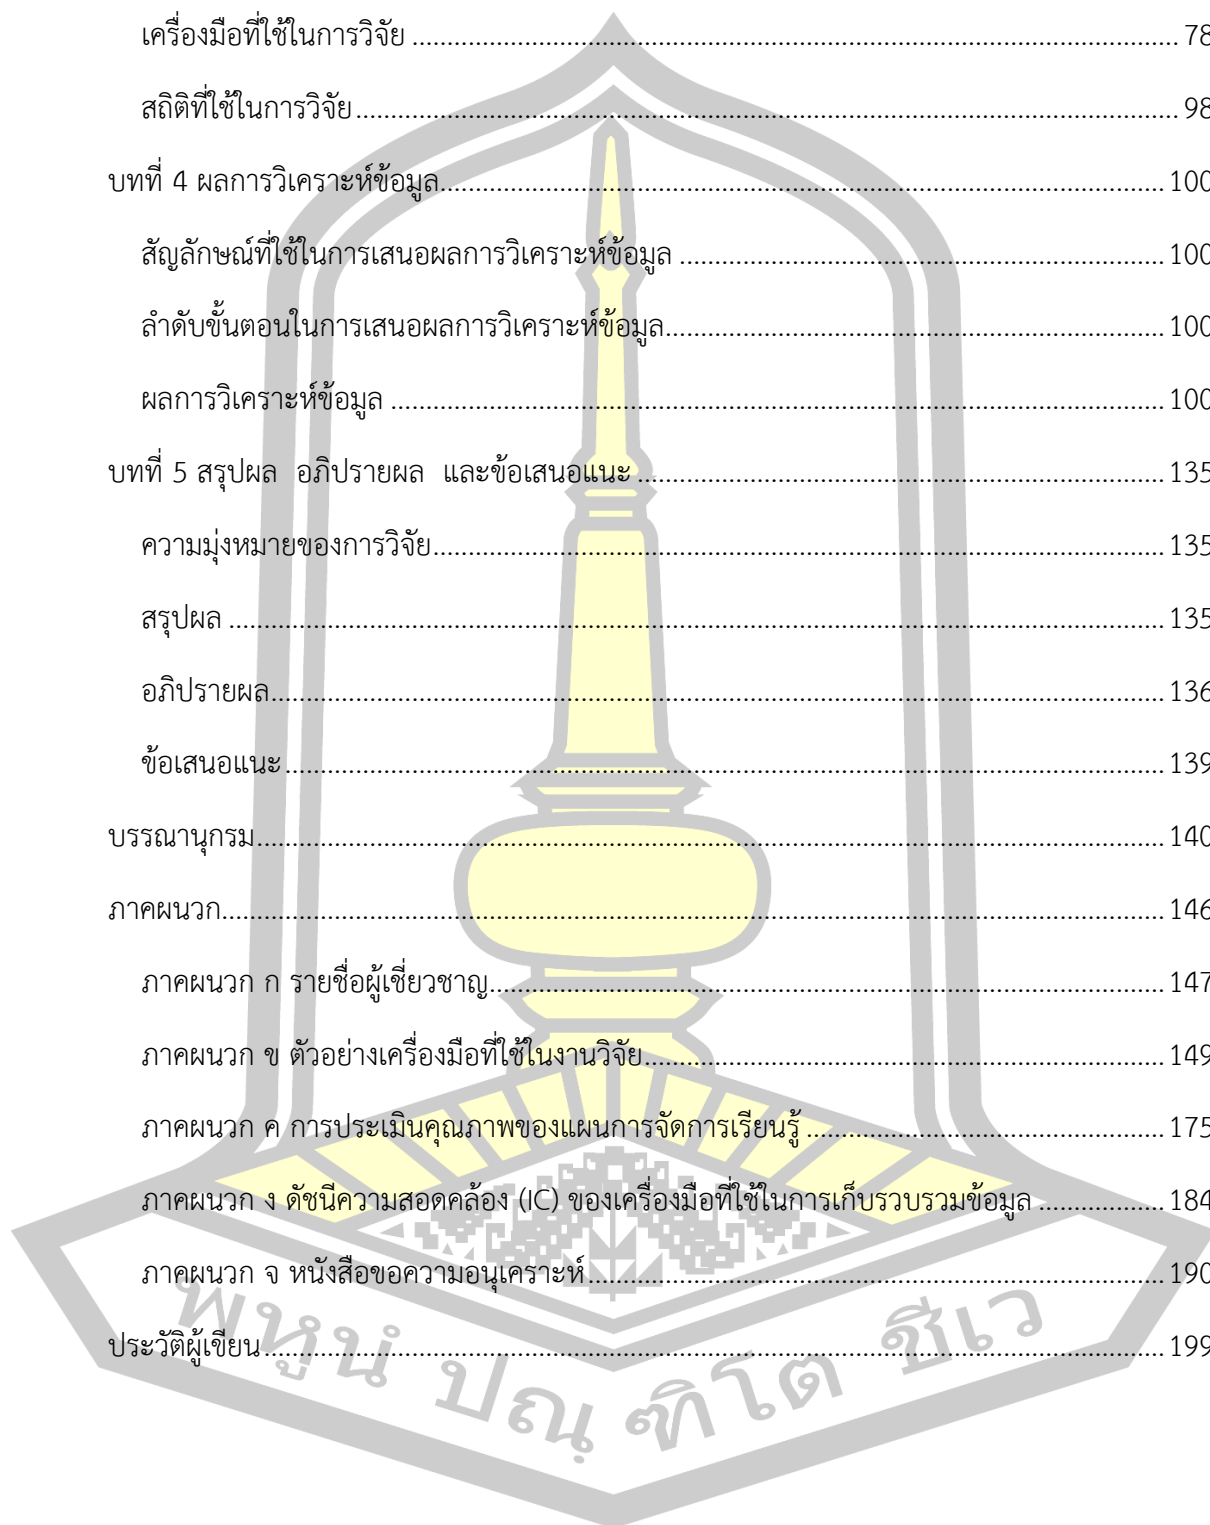 เครื่องมือที่ใช้ในการวิจัย ........................................................................ 78
สถิติที่ใช้ในการวิจัย ........................................................................ 98
บทที่ 4 ผลการวิเคราะห์ข้อมูล ........................................................................ 100
สัญลักษณ์ที่ใช้ในการเสนอผลการวิเคราะห์ข้อมูล ........................................................................ 100
ลำดับขั้นตอนในการเสนอผลการวิเคราะห์ข้อมูล ........................................................................ 100
ผลการวิเคราะห์ข้อมูล ........................................................................ 100
บทที่ 5 สรุปผล อภิปรายผล และข้อเสนอแนะ ........................................................................ 135
ความมุ่งหมายของการวิจัย ........................................................................ 135
สรุปผล ........................................................................ 135
อภิปรายผล ........................................................................ 136
ข้อเสนอแนะ ........................................................................ 139
บรรณานุกรม ........................................................................ 140
ภาคผนวก ........................................................................ 146
ภาคผนวก ก รายชื่อผู้เชี่ยวชาญ ........................................................................ 147
ภาคผนวก ข ตัวอย่างเครื่องมือที่ใช้ในงานวิจัย ........................................................................ 149
ภาคผนวก ค การประเมินคุณภาพของแผนการจัดการเรียนรู้ ........................................................................ 175
ภาคผนวก ง ดัชนีความสอดคล้อง (IC) ของเครื่องมือที่ใช้ในการเก็บรวบรวมข้อมูล .................. 184
ภาคผนวก จ หนังสือขอความอนุเคราะห์ ........................................................................ 190
ประวัติผู้เขียน ........................................................................ 199
พหูนํ ปณฺฑิโต ชีเว